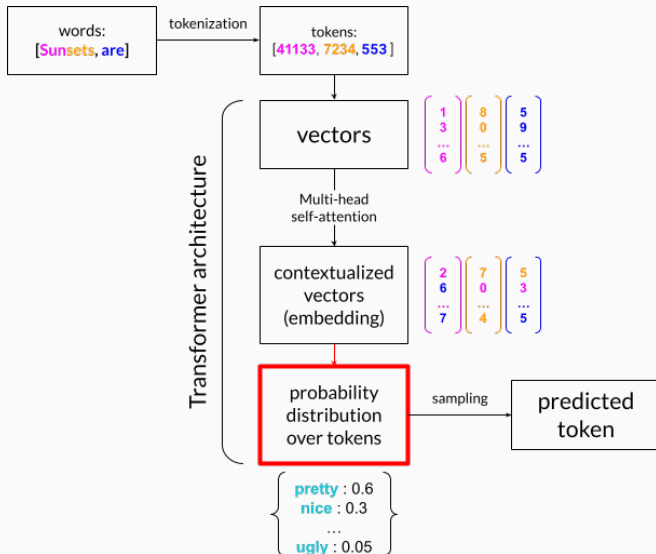 words:
[Sunsets, are]
tokenization
tokens:
[41133, 7234, 553 ]
Transformer architecture
vectors
1 8 5
3 0 9
... ... ...
6 5 5
Multi-head
self-attention
contextualized
vectors
(embedding)
2 7 5
6 0 3
... ... ...
7 4 5
probability
distribution
over tokens
sampling
predicted
token
pretty : 0.6
nice : 0.3
...
ugly : 0.05